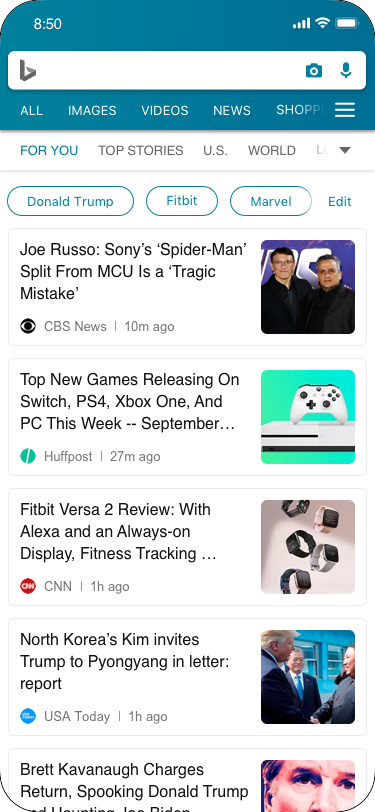 8:50
ALL IMAGES VIDEOS NEWS SHOPP
FOR YOU TOP STORIES U.S. WORLD
Donald Trump Fitbit Marvel Edit
Joe Russo: Sony's ‘Spider-Man’
Split From MCU Is a ‘Tragic
Mistake’
CBS News | 10m ago
Top New Games Releasing On
Switch, PS4, Xbox One, And
PC This Week -- September…
Huffpost | 27m ago
Fitbit Versa 2 Review: With
Alexa and an Always-on
Display, Fitness Tracking …
CNN
CNN | 1h ago
North Korea’s Kim invites
Trump to Pyongyang in letter:
report
USA Today | 1h ago
Brett Kavanaugh Charges
Return, Spooking Donald Trump
and Haunting Joe Biden